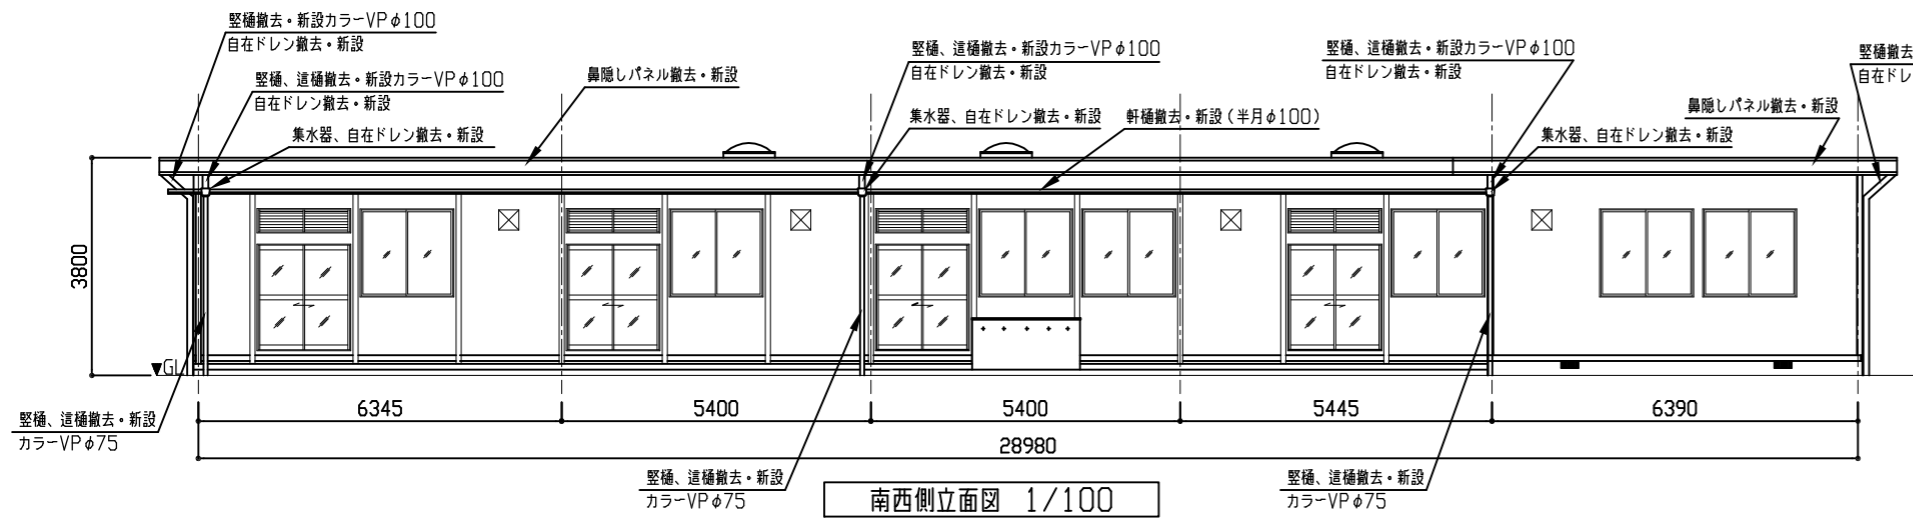 竪樋撤去・新設カラーVPφ100
自在ドレン撤去・新設
竪樋、這樋撤去・新設カラーVPφ100
自在ドレン撤去・新設
集水器、自在ドレン撤去・新設
鼻隠しパネル撤去・新設
竪樋、這樋撤去・新設カラーVPφ100
自在ドレン撤去・新設
集水器、自在ドレン撤去・新設
軒樋撤去・新設(半月φ100)
竪樋、這樋撤去・新設カラーVPφ100
自在ドレン撤去・新設
集水器、自在ドレン撤去・新設
鼻隠しパネル撤去・新設
竪樋撤去
自在ドレ
3800
▼GL
6345
5400
5400
5445
6390
28980
竪樋、這樋撤去・新設
カラーVPφ75
竪樋、這樋撤去・新設
カラーVPφ75
竪樋、這樋撤去・新設
カラーVPφ75
南西側立面図 1/100